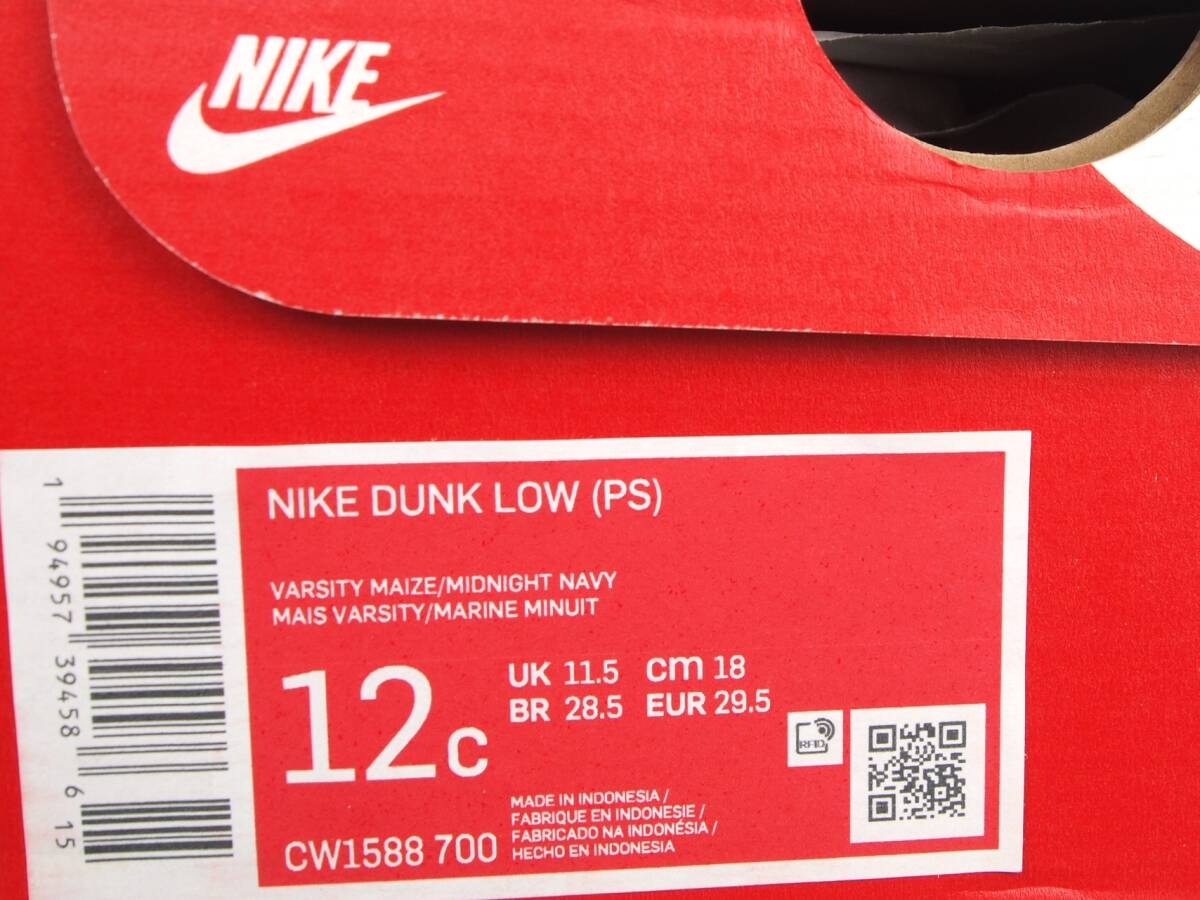 NIKE
NIKE DUNK LOW (PS)
VARSITY MAIZE/MIDNIGHT NAVY
MAIS VARSITY/MARINE MINUIT
12C
UK 11.5 cm 18
BR 28.5 EUR 29.5
RFID
MADE IN INDONESIA /
FABRIQUE EN INDONESIE /
FABRICADO NA INDONÉSIA /
HECHO EN INDONESIA
CW1588 700
1 94957 39458 6 15